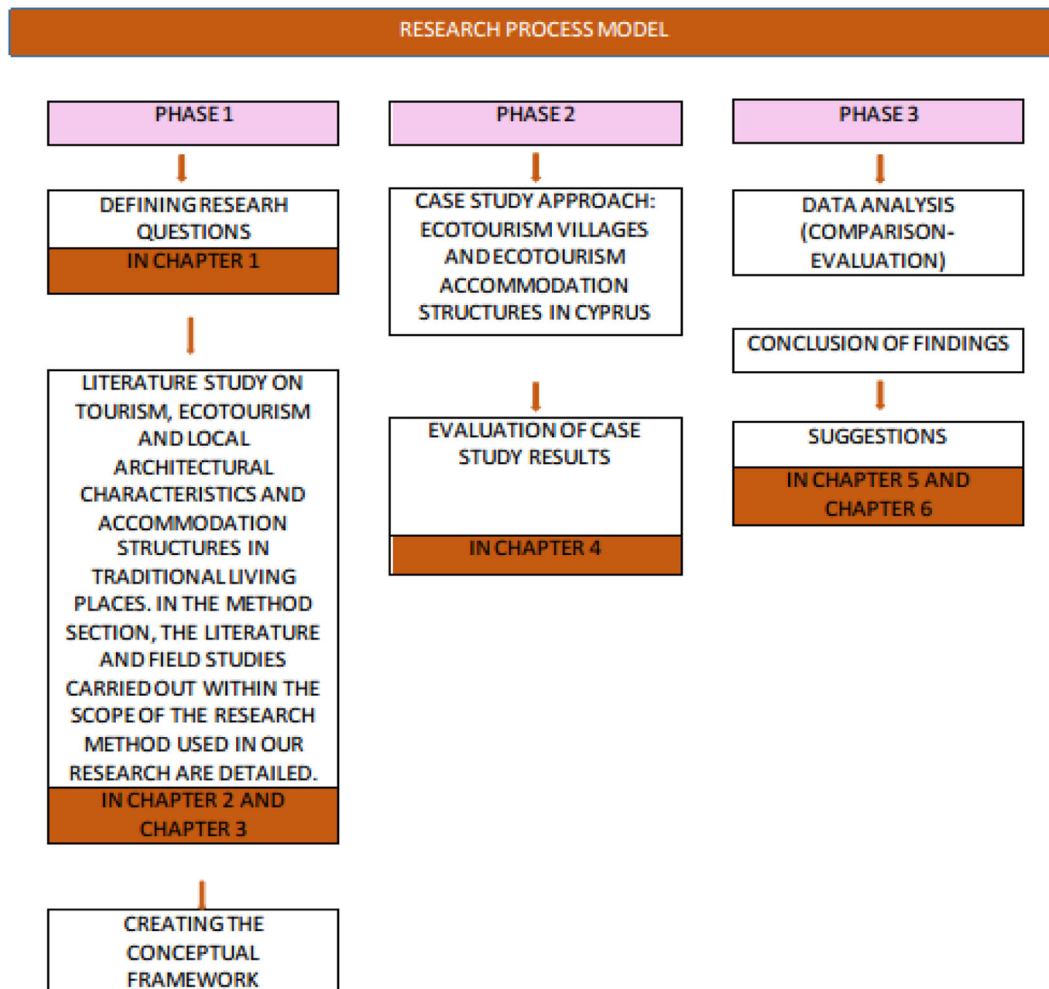 RESEARCH PROCESS MODEL
PHASE 1
DEFINING RESEARH
QUESTIONS
IN CHAPTER 1
LITERATURE STUDY ON
TOURISM, ECOTOURISM
AND LOCAL
ARCHITECTURAL
CHARACTERISTICS AND
ACCOMMODATION
STRUCTURES IN
TRADITIONAL LIVING
PLACES. IN THE METHOD
SECTION, THE LITERATURE
AND FIELD STUDIES
CARRIED OUT WITHIN THE
SCOPE OF THE RESEARCH
METHOD USED IN OUR
RESEARCH ARE DETAILED.
IN CHAPTER 2 AND
CHAPTER 3
CREATING THE
CONCEPTUAL
FRAMEWORK
PHASE 2
CASE STUDY APPROACH:
ECOTOURISM VILLAGES
AND ECOTOURISM
ACCOMMODATION
STRUCTURES IN CYPRUS
EVALUATION OF CASE
STUDY RESULTS
IN CHAPTER 4
PHASE 3
DATA ANALYSIS
(COMPARISON-
EVALUATION)
CONCLUSION OF FINDINGS
SUGGESTIONS
IN CHAPTER 5 AND
CHAPTER 6